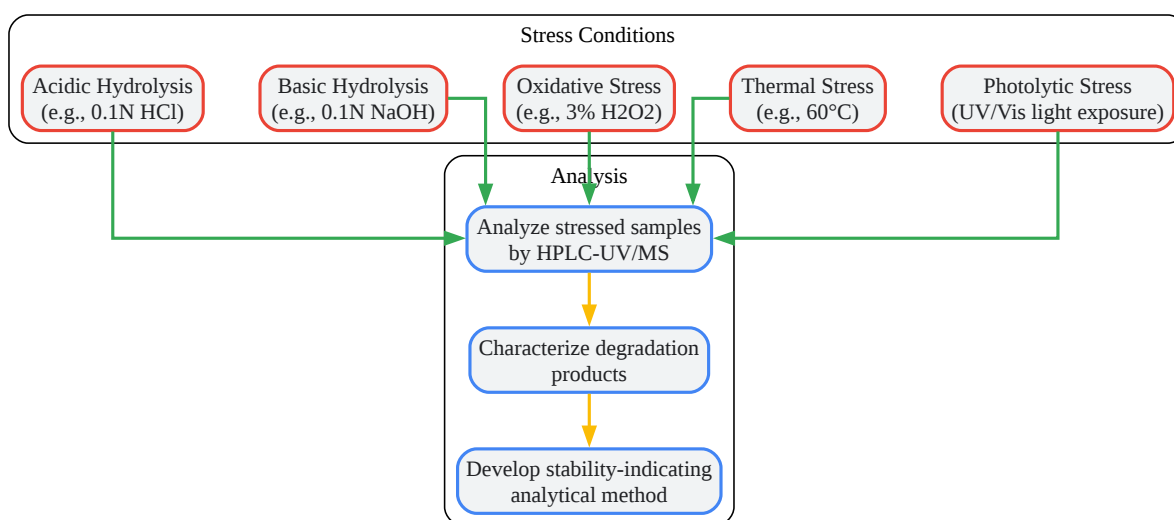 Stress Conditions
Acidic Hydrolysis
(e.g., 0.1N HCl)
Basic Hydrolysis
(e.g., 0.1N NaOH)
Oxidative Stress
(e.g., 3% H2O2)
Thermal Stress
(e.g., 60°C)
Photolytic Stress
(UV/Vis light exposure)
Analysis
Analyze stressed samples
by HPLC-UV/MS
Characterize degradation
products
Develop stability-indicating
analytical method